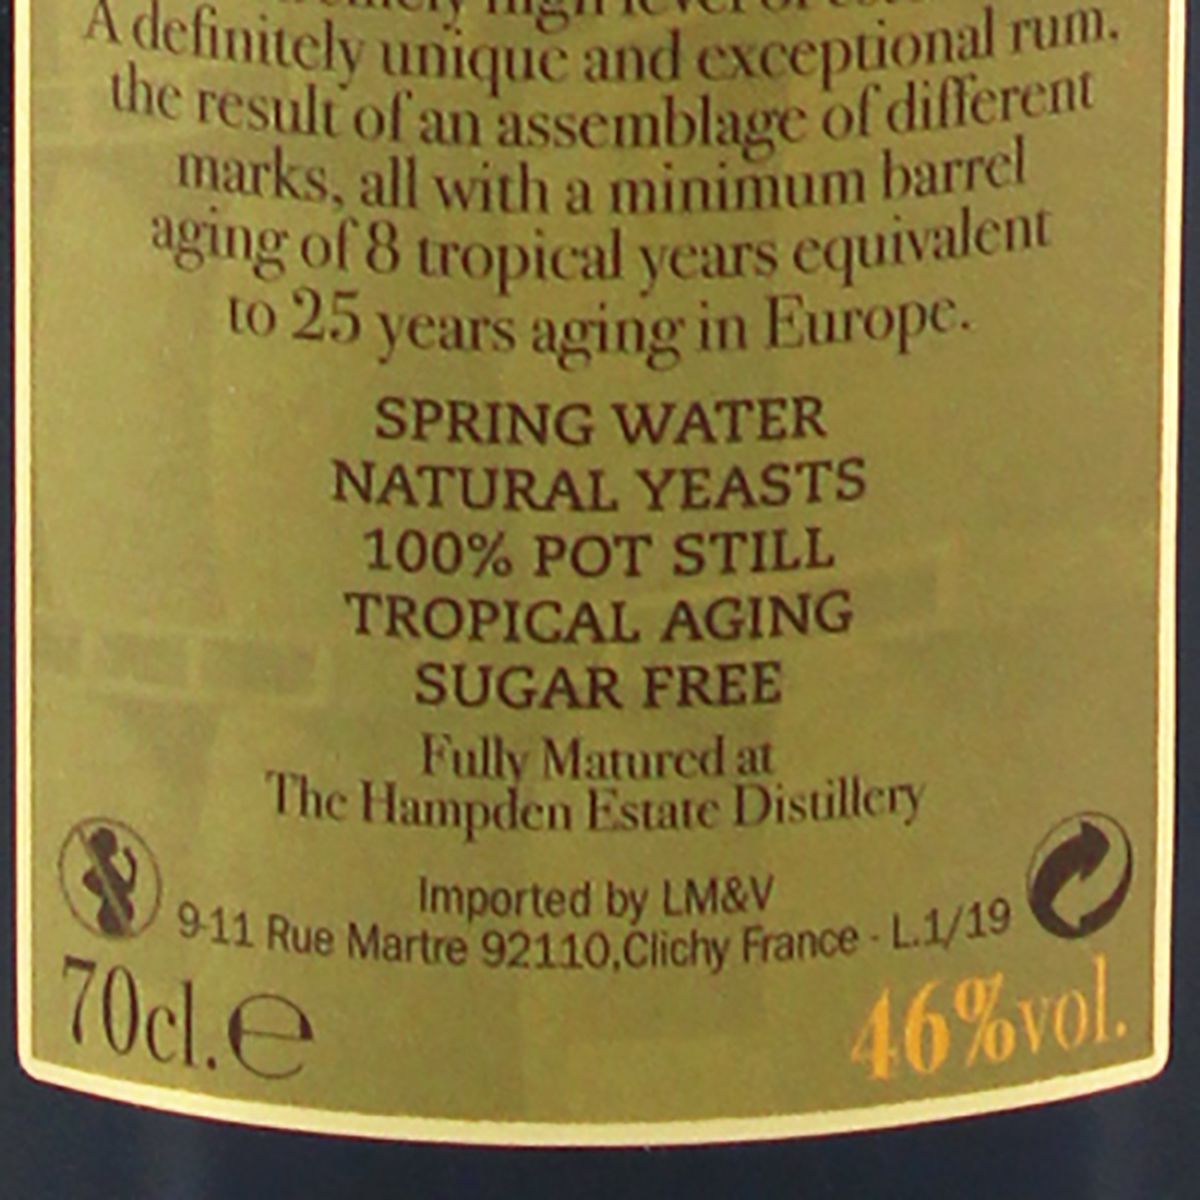 high level of
A definitely unique and exceptional rum.
the result of an assemblage of different
marks, all with a minimum barrel
aging of 8 tropical years equivalent
to 25 years aging in Europe.
SPRING WATER
NATURAL YEASTS
100% POT STILL
TROPICAL AGING
SUGAR FREE
Fully Matured at
The Hampden Estate Distillery
Imported by LM&V
9-11 Rue Martre 92110,Clichy France - L.1/19
70cl.℮
46%vol.